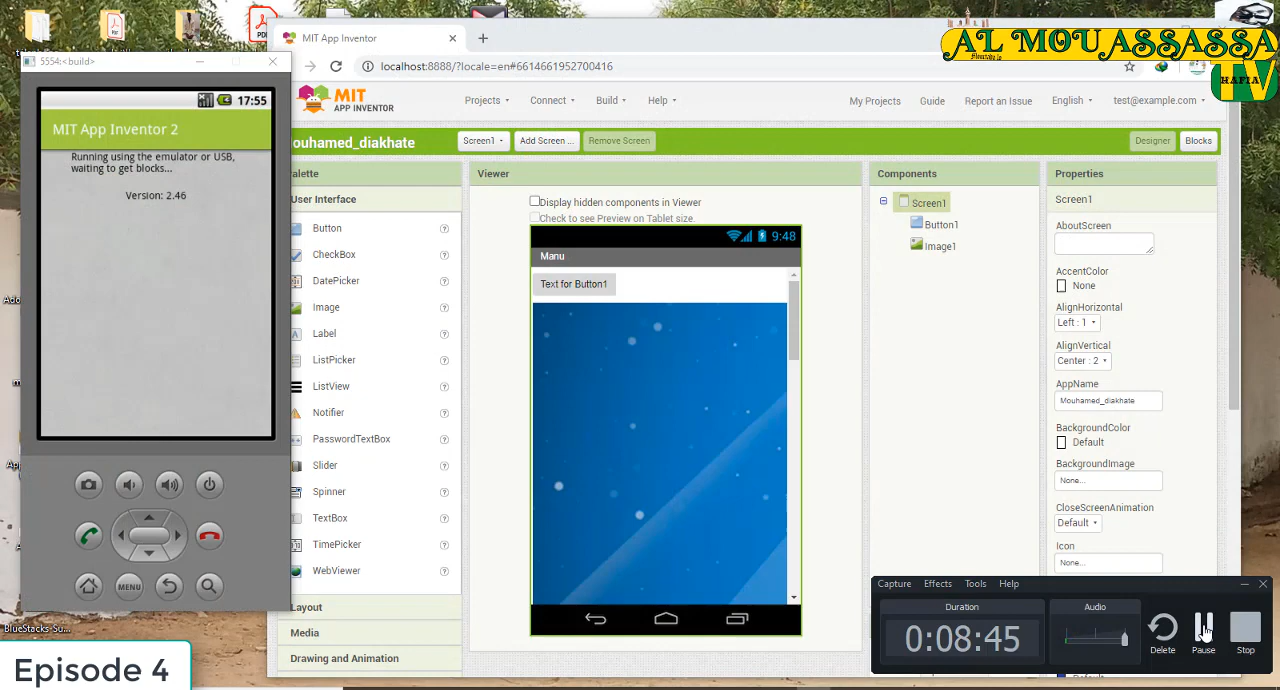 MIT App Inventor
AL MOUASSASSA
TV
HAFIA
5554:<build>
localhost:8888/?locale=en#6614661952700416
17:55
MIT App Inventor 2
Running using the emulator or USB,
waiting to get blocks...
Version: 2.46
MIT
APP INVENTOR
Projects
Connect
Build
Help
My Projects
Guide
Report an Issue
English
test@example.com
ouhamed_diakhate
Screen1
Add Screen ...
Remove Screen
Designer
Blocks
alette
User Interface
Button
CheckBox
DatePicker
Image
Label
ListPicker
ListView
Notifier
PasswordTextBox
Slider
Spinner
TextBox
TimePicker
WebViewer
Layout
Media
Drawing and Animation
Viewer
Display hidden components in Viewer
Check to see Preview on Tablet size.
9:48
Manu
Text for Button1
Components
Screen1
Button1
Image1
Properties
Screen1
AboutScreen
AccentColor
None
AlignHorizontal
Left : 1
AlignVertical
Center : 2
AppName
Mouhamed_diakhate
BackgroundColor
Default
BackgroundImage
None...
CloseScreenAnimation
Default
Icon
None...
MENU
BlueStacks-Su...
Episode 4
Capture
Effects
Tools
Help
Duration
0:08:45
Audio
Delete
Pause
Stop